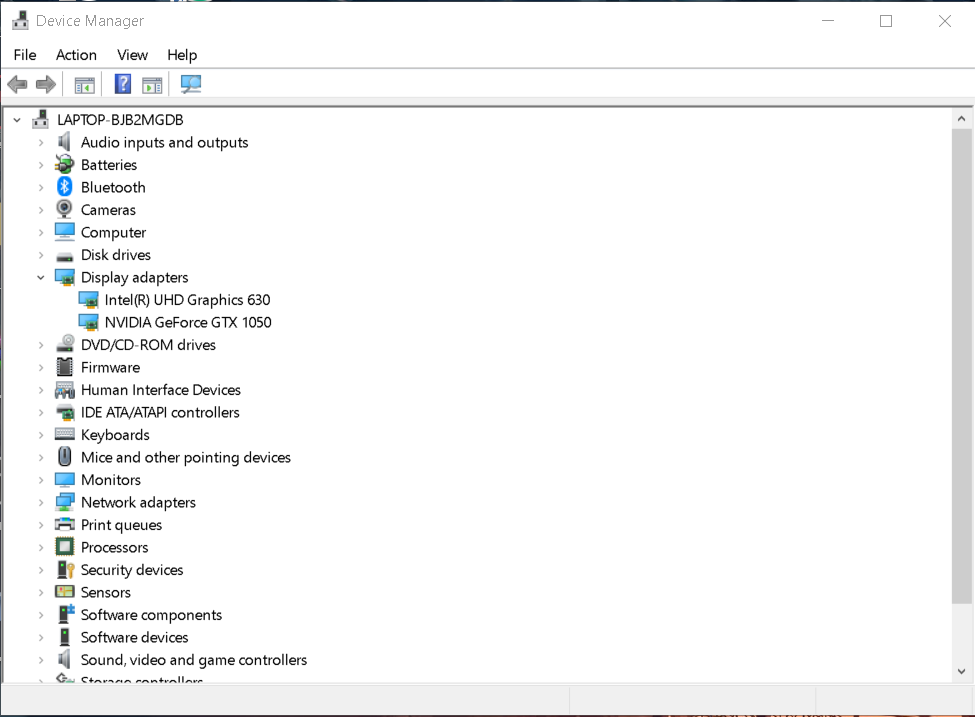 Device Manager
File Action View Help
LAPTOP-BJB2MGDB
Audio inputs and outputs
Batteries
Bluetooth
Cameras
Computer
Disk drives
Display adapters
Intel(R) UHD Graphics 630
NVIDIA GeForce GTX 1050
DVD/CD-ROM drives
Firmware
Human Interface Devices
IDE ATA/ATAPI controllers
Keyboards
Mice and other pointing devices
Monitors
Network adapters
Print queues
Processors
Security devices
Sensors
Software components
Software devices
Sound, video and game controllers
Storage controllers